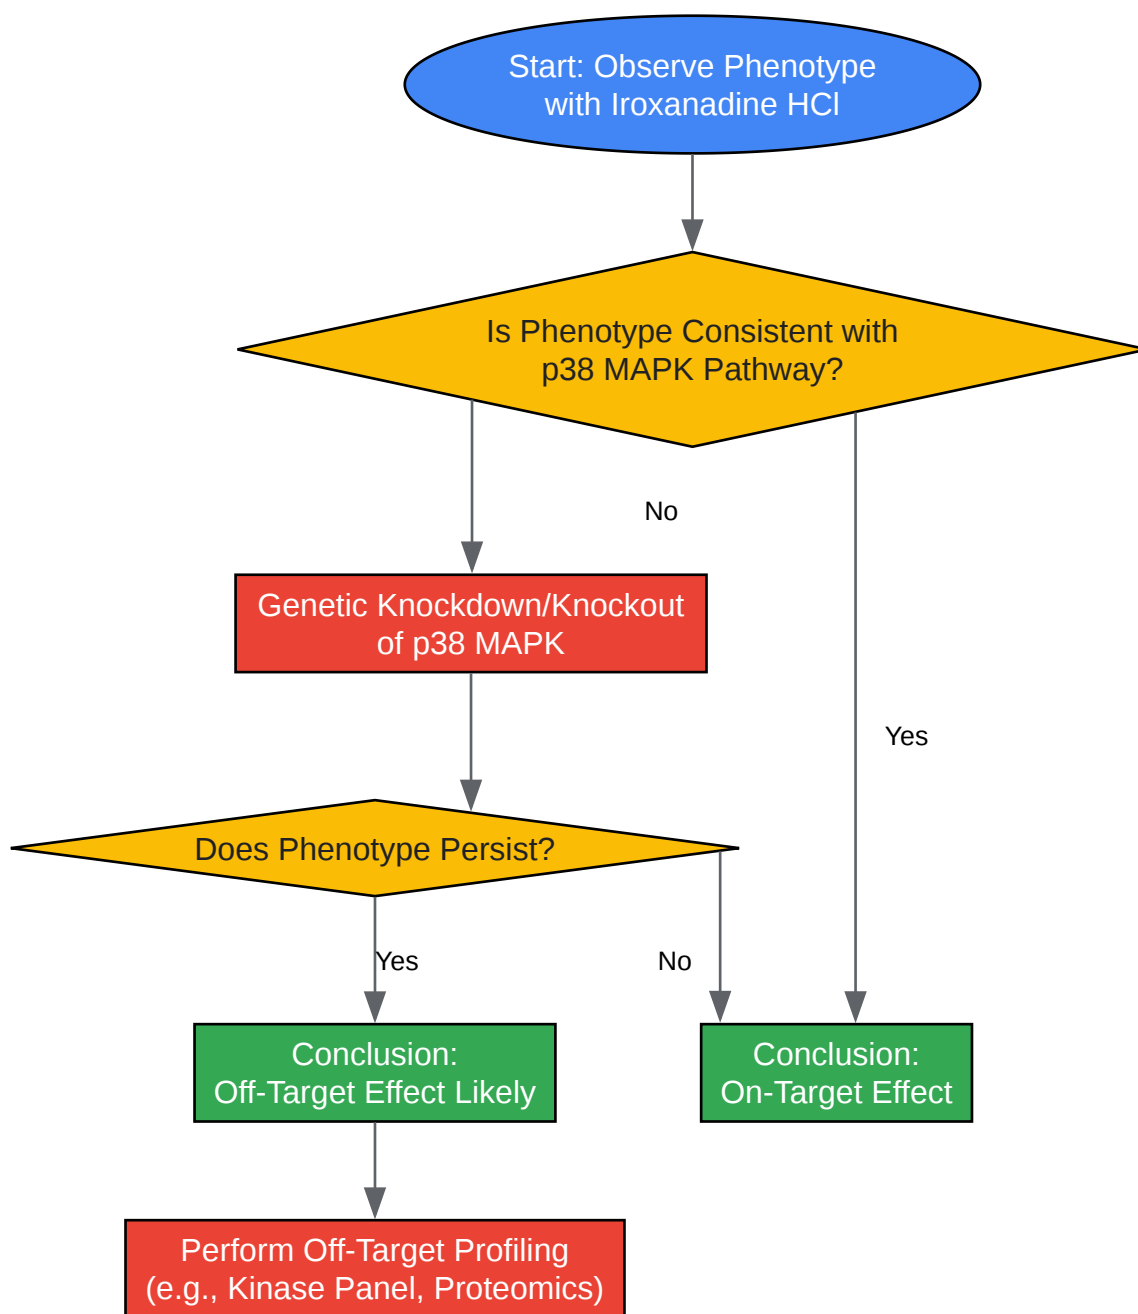 Start: Observe Phenotype
with Iroxanadine HCl
Is Phenotype Consistent with
p38 MAPK Pathway?
No
Genetic Knockdown/Knockout
of p38 MAPK
Yes
Does Phenotype Persist?
Yes
No
Conclusion:
Off-Target Effect Likely
Conclusion:
On-Target Effect
Perform Off-Target Profiling
(e.g., Kinase Panel, Proteomics)